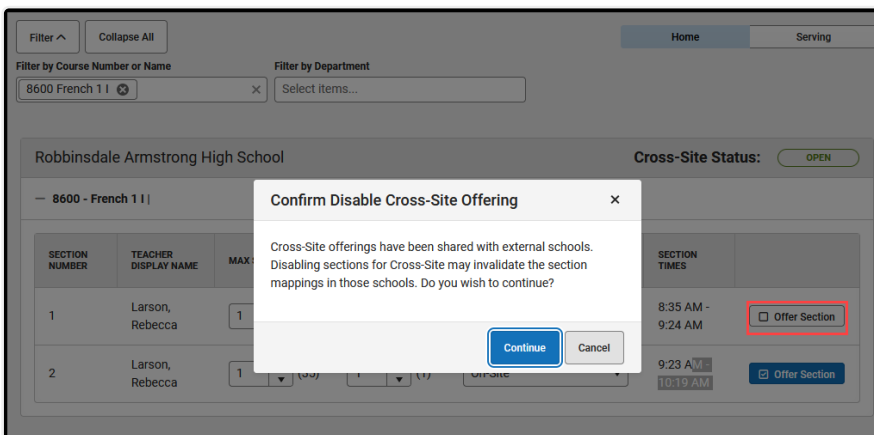 Filter
Collapse All
Home
Serving
Filter by Course Number or Name
Filter by Department
8600 French 1 I
Select items...
Robbinsdale Armstrong High School
Cross-Site Status:
OPEN
8600 - French 1 I |
Confirm Disable Cross-Site Offering
Cross-Site offerings have been shared with external schools.
Disabling sections for Cross-Site may invalidate the section
mappings in those schools. Do you wish to continue?
Continue
Cancel
SECTION
NUMBER
TEACHER
DISPLAY NAME
MAX
SECTION
TIMES
1
Larson,
Rebecca
1
8:35 AM -
9:24 AM
Offer Section
2
Larson,
Rebecca
1
(35)
1
(1)
On-Site
9:23 AM -
10:19 AM
Offer Section